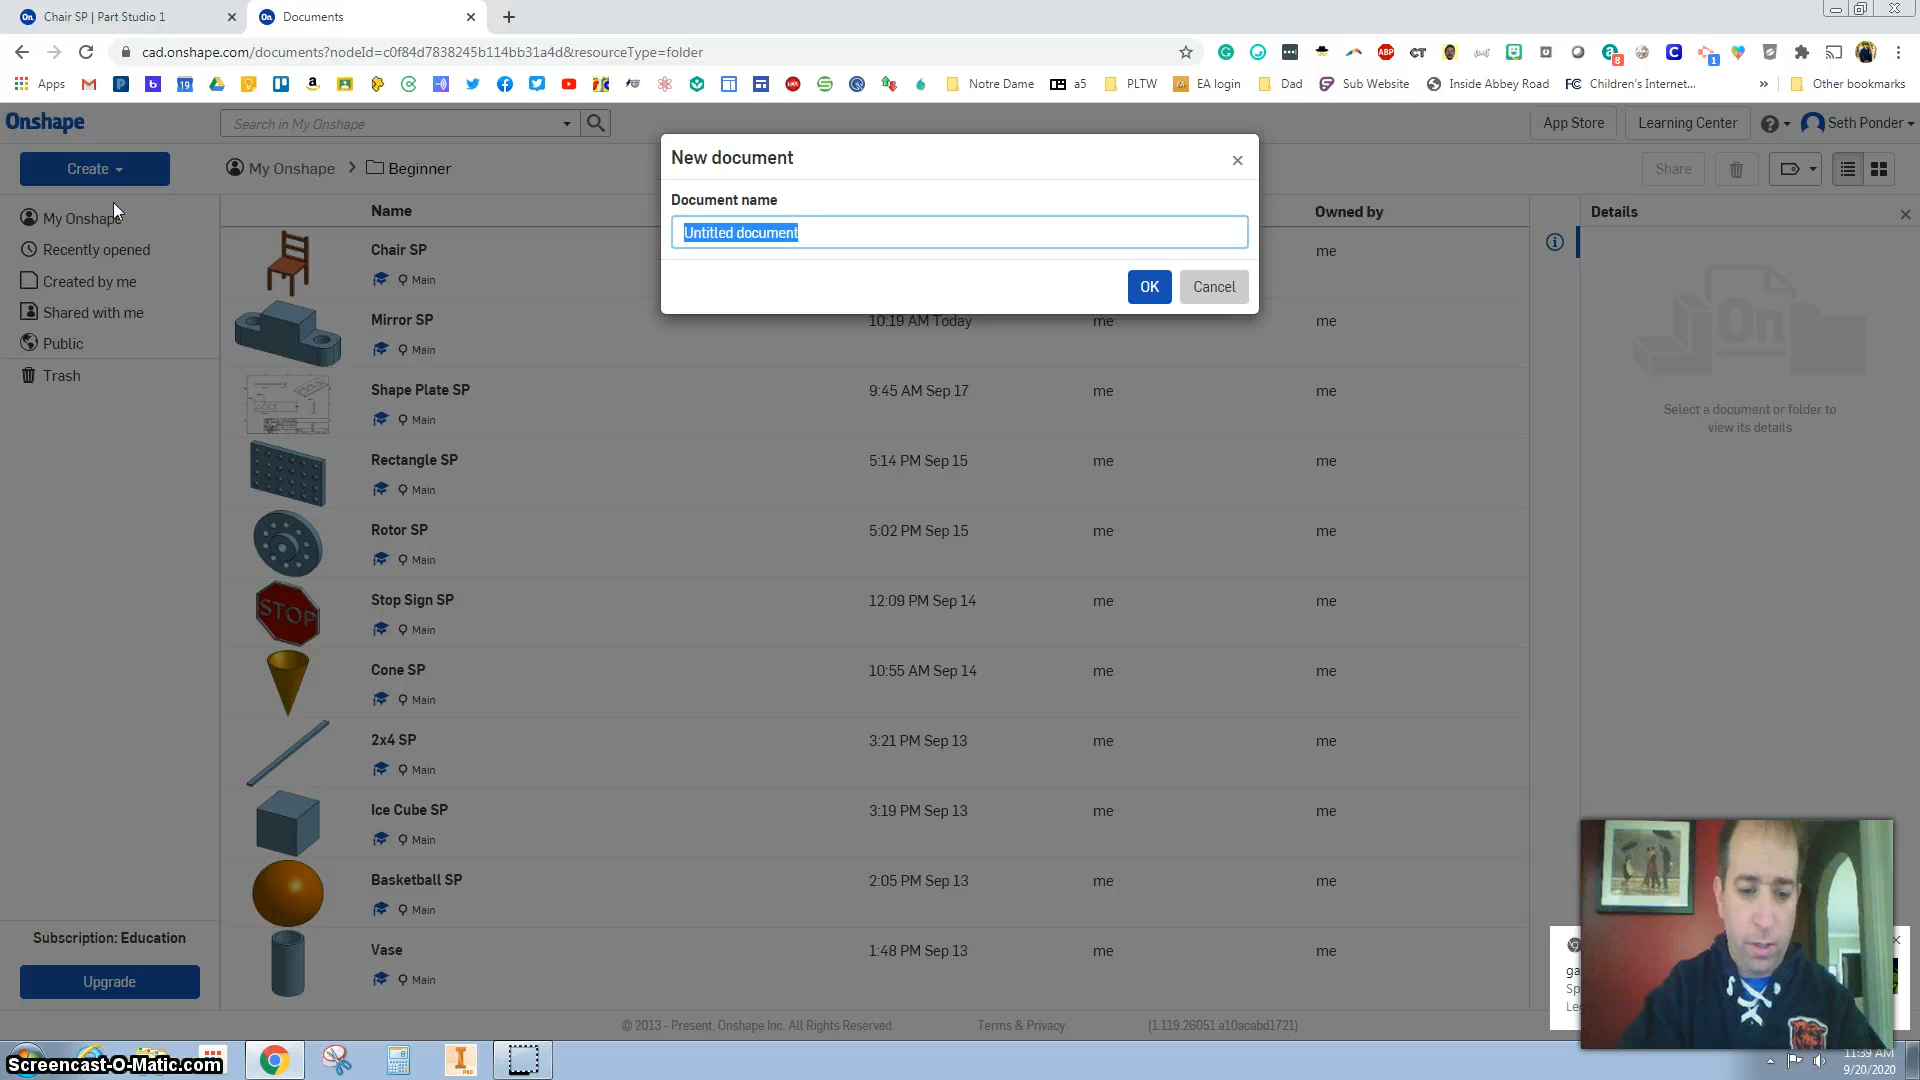 Chair SP | Part Studio 1
Documents
cad.onshape.com/documents?nodeId=c0f84d7838245b114bb31a4d&resourceType=folder
Apps
Notre Dame
a5
PLTW
EA login
Dad
Sub Website
Inside Abbey Road
Children's Internet...
Other bookmarks
Onshape
Search in My Onshape
App Store
Learning Center
Seth Ponder
Create
My Onshape
Beginner
Share
New document
Document name
Untitled document
OK
Cancel
My Onshape
Recently opened
Created by me
Shared with me
Public
Trash
Name
Owned by
Details
Chair SP
Main
me
Mirror SP
Main
10:19 AM Today
me
me
Shape Plate SP
Main
9:45 AM Sep 17
me
me
Rectangle SP
Main
5:14 PM Sep 15
me
me
Rotor SP
Main
5:02 PM Sep 15
me
me
STOP
Stop Sign SP
Main
12:09 PM Sep 14
me
me
Cone SP
Main
10:55 AM Sep 14
me
me
2x4 SP
Main
3:21 PM Sep 13
me
me
Ice Cube SP
Main
3:19 PM Sep 13
me
me
Basketball SP
Main
2:05 PM Sep 13
me
me
Vase
Main
1:48 PM Sep 13
me
me
On
Select a document or folder to
view its details
Subscription: Education
Upgrade
© 2013 - Present, Onshape Inc. All Rights Reserved.
Terms & Privacy
(1.119.26051.a10acabd1721)
Screencast-O-Matic.com
11:39 AM
9/20/2020